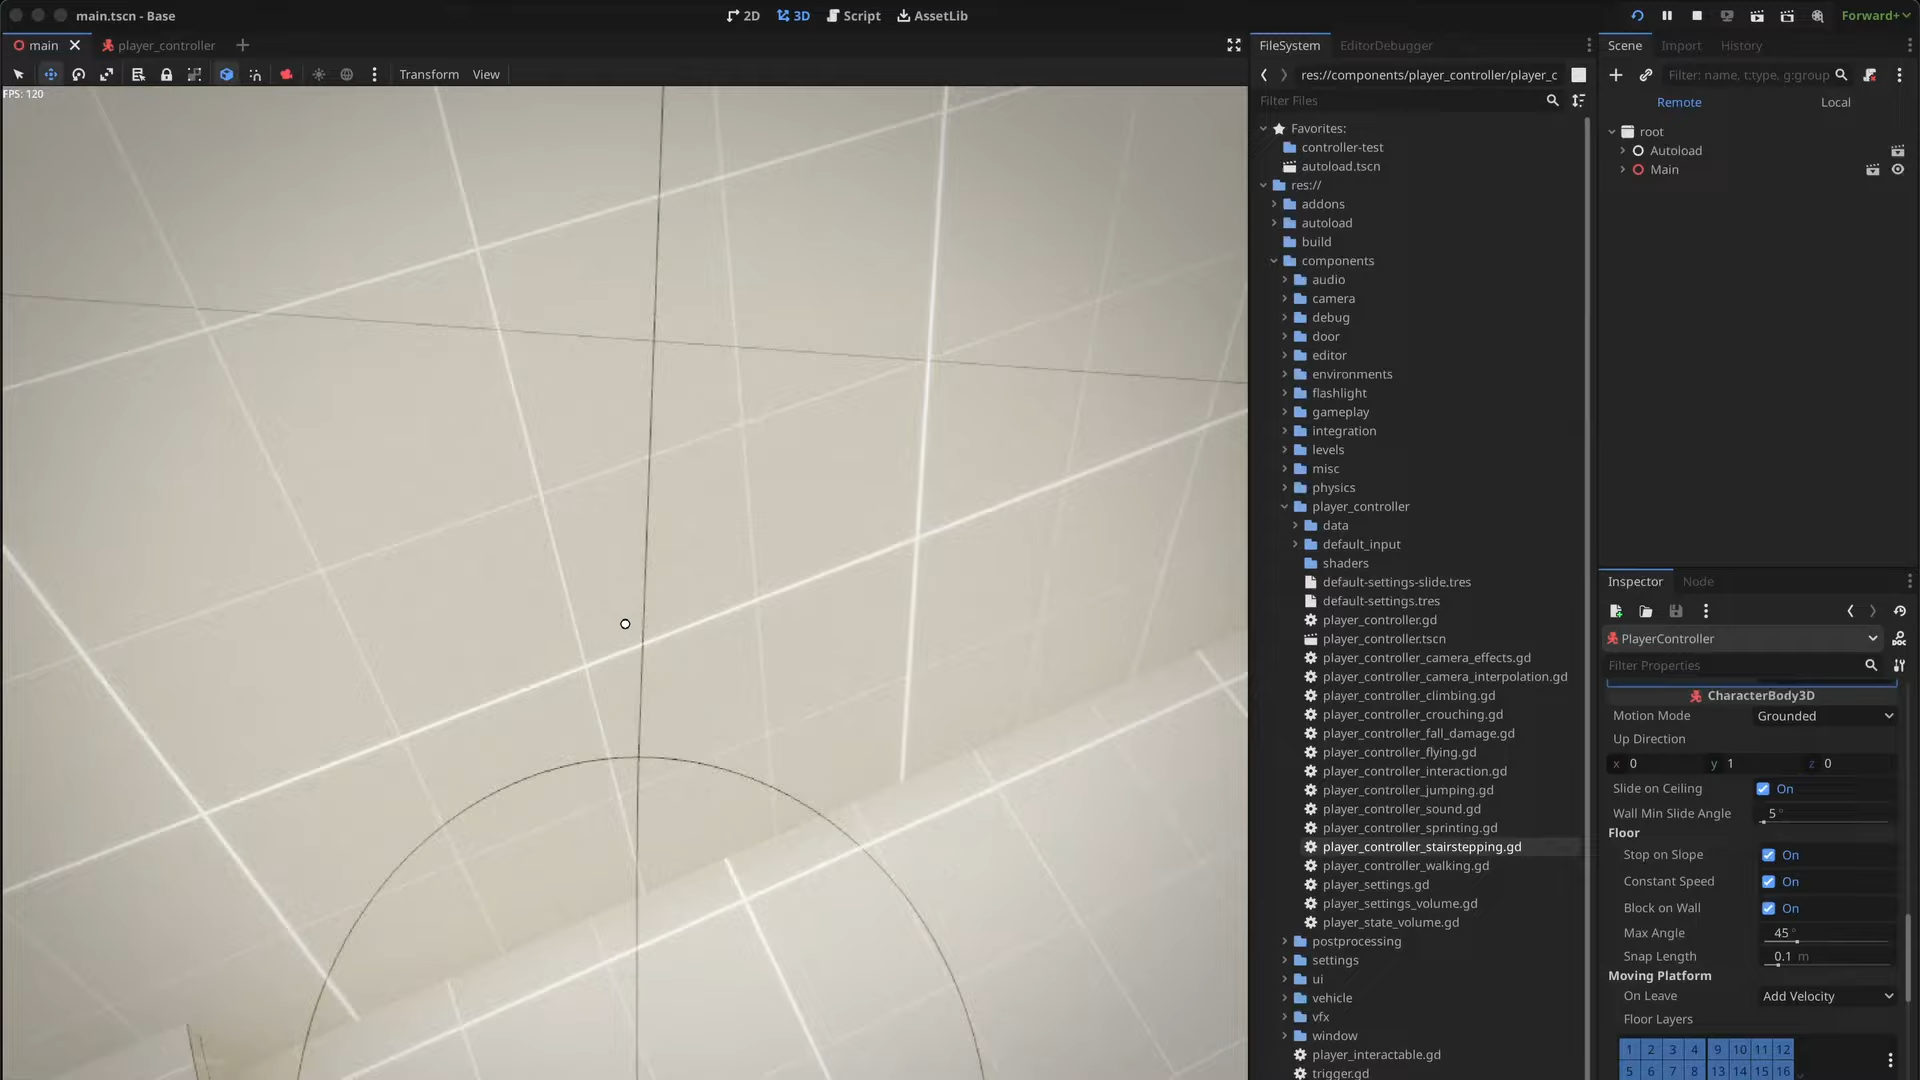 main.tscn - Base
2D
3D
Script
AssetLib
Forward+
main
player_controller
Transform
View
FPS: 120
FileSystem
EditorDebugger
res://components/player_controller/player_c
Filter Files
Favorites:
controller-test
autoload.tscn
res://
addons
autoload
build
components
audio
camera
debug
door
editor
environments
flashlight
gameplay
integration
levels
misc
physics
player_controller
data
default_input
shaders
default-settings-slide.tres
default-settings.tres
player_controller.gd
player_controller.tscn
player_controller_camera_effects.gd
player_controller_camera_interpolation.gd
player_controller_climbing.gd
player_controller_crouching.gd
player_controller_fall_damage.gd
player_controller_flying.gd
player_controller_interaction.gd
player_controller_jumping.gd
player_controller_sound.gd
player_controller_sprinting.gd
player_controller_stairstepping.gd
player_controller_walking.gd
player_settings.gd
player_settings_volume.gd
player_state_volume.gd
postprocessing
settings
ui
vehicle
vfx
window
player_interactable.gd
trigger.gd
Scene
Import
History
Filter: name, t:type, g:group
Remote
Local
root
Autoload
Main
Inspector
Node
PlayerController
Filter Properties
CharacterBody3D
Motion Mode Grounded
Up Direction
x 0 y 1 z 0
Slide on Ceiling On
Wall Min Slide Angle 5 °
Floor
Stop on Slope On
Constant Speed On
Block on Wall On
Max Angle 45 °
Snap Length 0.1 m
Moving Platform
On Leave Add Velocity
Floor Layers
1 2 3 4 9 10 11 12
5 6 7 8 13 14 15 16